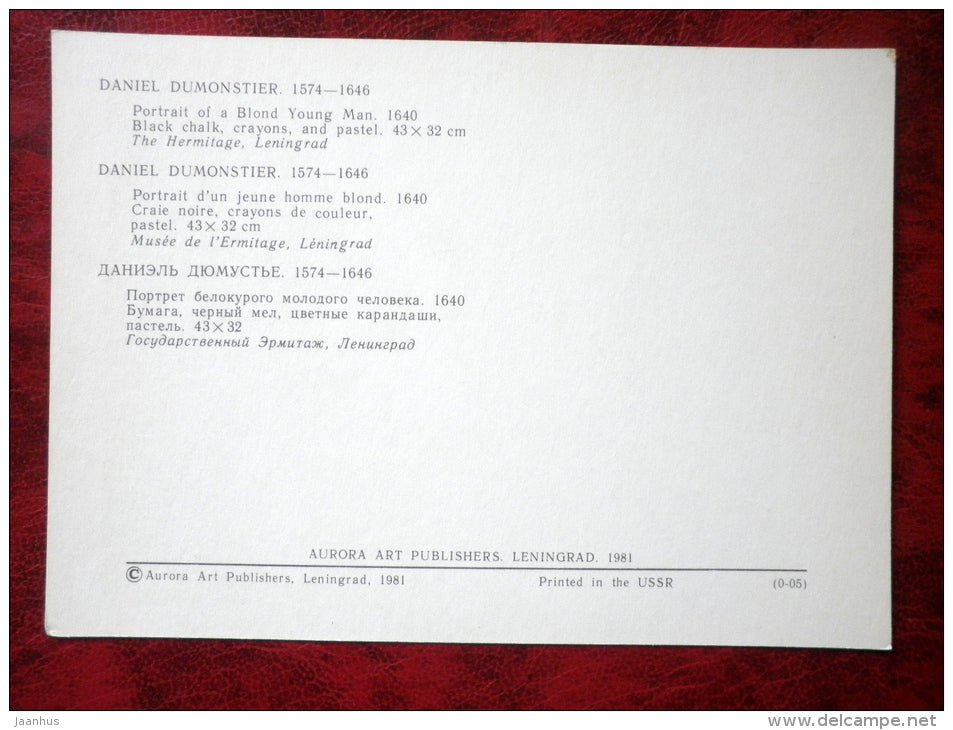 DANIEL DUMONSTIER. 1574—1646
Portrait of a Blond Young Man. 1640
Black chalk, crayons, and pastel. 43 × 32 cm
The Hermitage, Leningrad
DANIEL DUMONSTIER. 1574—1646
Portrait d'un jeune homme blond. 1640
Craie noire, crayons de couleur,
pastel. 43 × 32 cm
Musée de l'Ermitage, Léningrad
ДАНИЭЛЬ ДЮМУСТЬЕ. 1574—1646
Портрет белокурого молодого человека. 1640
Бумага, черный мел, цветные карандаши,
пастель. 43 × 32
Государственный Эрмитаж, Ленинград
AURORA ART PUBLISHERS. LENINGRAD. 1981
© Aurora Art Publishers, Leningrad, 1981 Printed in the USSR (0-05)
jaanhus
www.delcampe.net